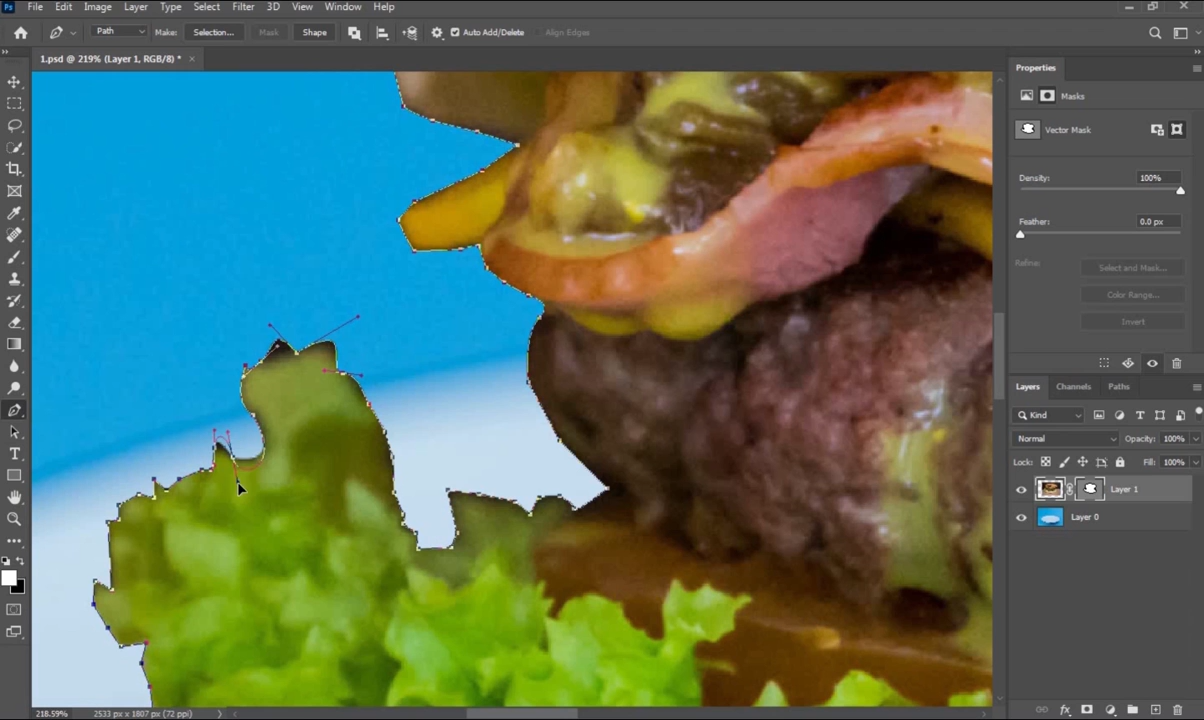 Ps File Edit Image Layer Type Select Filter 3D View Window Help
Path Make: Selection... Mask Shape Auto Add/Delete Align Edges
1.psd @ 219% (Layer 1, RGB/8) * ×
Properties
Masks
Vector Mask
Density: 100%
Feather: 0.0 px
Refine: Select and Mask...
Color Range...
Invert
Layers Channels Paths
Kind
Normal Opacity: 100%
Lock: Fill: 100%
Layer 1
Layer 0
218.59% 2533 px x 1807 px (72 ppi)